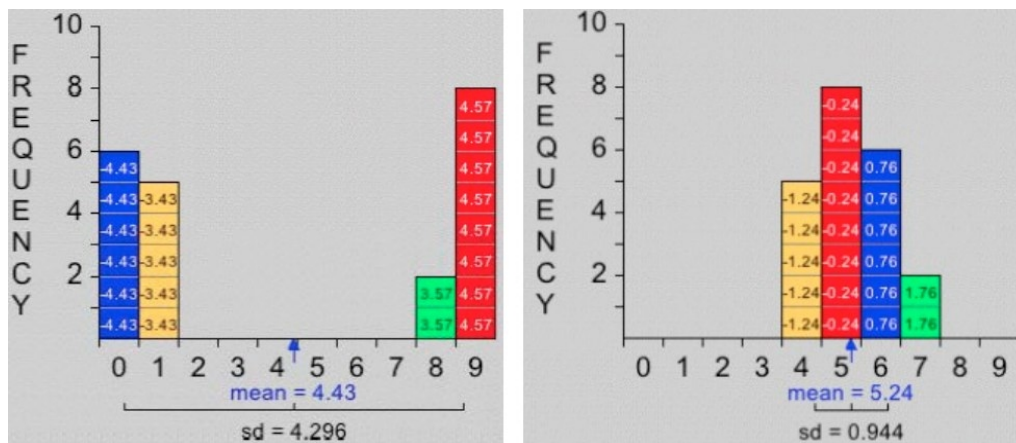 FREQUENCY
10
8
6
4
2
4.57
4.57
-4.43 4.57
-4.43 -3.43 4.57
-4.43 -3.43 4.57
-4.43 -3.43 4.57
-4.43 -3.43 3.57 4.57
-4.43 -3.43 3.57 4.57
0 1 2 3 4 5 6 7 8 9
mean = 4.43
sd = 4.296
FREQUENCY
10
8
6
4
2
-0.24
-0.24
-0.24 0.76
-1.24 -0.24 0.76
-1.24 -0.24 0.76
-1.24 -0.24 0.76
-1.24 -0.24 0.76 1.76
-1.24 -0.24 0.76 1.76
0 1 2 3 4 5 6 7 8 9
mean = 5.24
sd = 0.944